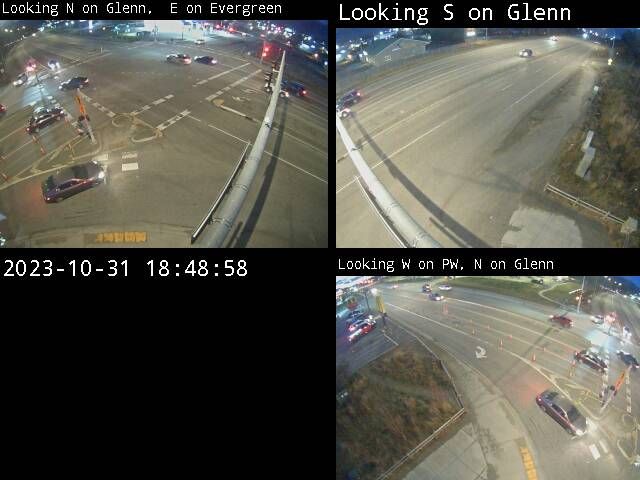 Looking N on Glenn,  E on Evergreen
Looking S on Glenn
2023-10-31 18:48:58
Looking W on PW, N on Glenn